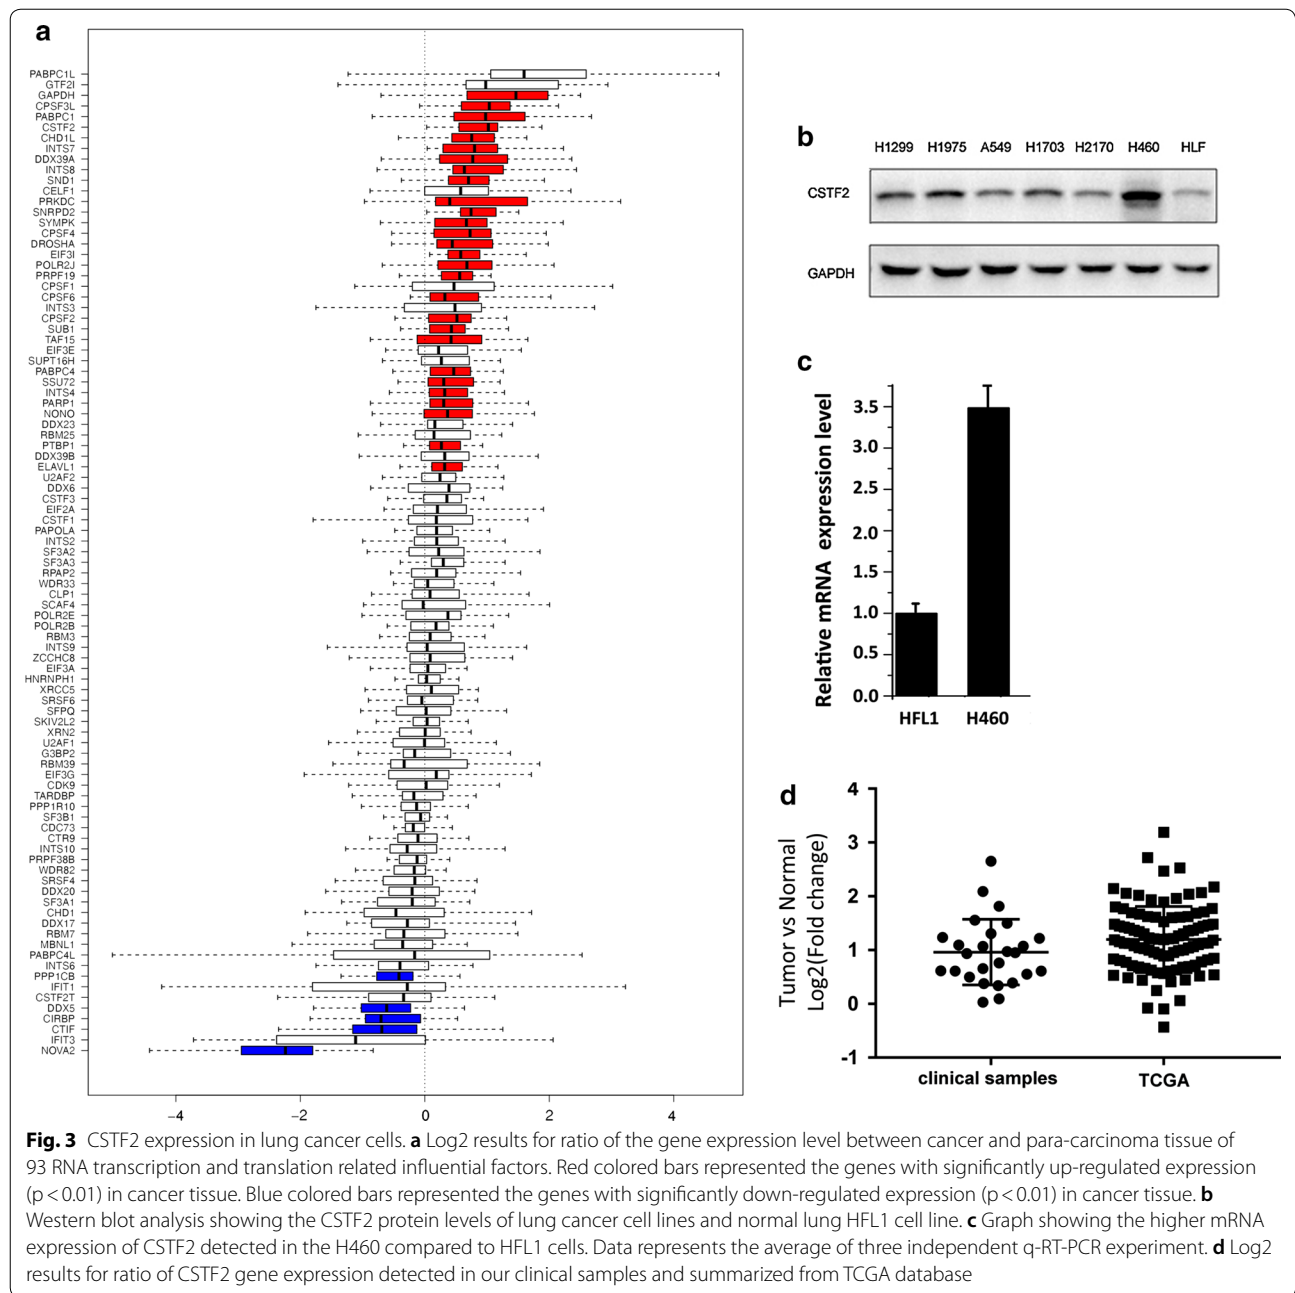 a
PABPC1L
GTF2I
GAPDH
CPSF3L
PABPC1
CSTF2
CHD1L
INTS7
DDX39A
INTS8
SND1
CELF1
PRKDC
SNRPD2
SYMPK
CPSF4
DROSHA
EIF3I
POLR2J
PRPF19
CPSF1
CPSF6
INTS3
CPSF2
SUB1
TAF15
EIF3E
SUPT16H
PABPC4
SSU72
INTS4
PARP1
NONO
DDX23
RBM25
PTBP1
DDX39B
ELAVL1
U2AF2
DDX6
CSTF3
EIF2A
CSTF1
PAPOLA
INTS2
SF3A2
SF3A3
RPAP2
WDR33
CLP1
SCAF4
POLR2E
POLR2B
RBM3
INTS9
ZCCHC8
EIF3A
HNRNPH1
XRCC5
SRSF6
SFPQ
SKIV2L2
XRN2
U2AF1
G3BP2
RBM39
EIF3G
CDK9
TARDBP
PPP1R10
SF3B1
CDC73
CTR9
INTS10
PRPF38B
WDR82
SRSF4
DDX20
SF3A1
CHD1
DDX17
RBM7
MBNL1
PABPC4L
INTS6
PPP1CB
IFIT1
CSTF2T
DDX5
CIRBP
CTIF
IFIT3
NOVA2
−4 −2 0 2 4
b
H1299 H1975 A549 H1703 H2170 H460 HLF
CSTF2
GAPDH
c
Relative mRNA expression level
3.5
3.0
2.5
2.0
1.5
1.0
0.5
0.0
HFL1 H460
d
Tumor vs Normal
Log2(Fold change)
4
3
2
1
0
-1
clinical samples TCGA
Fig. 3 CSTF2 expression in lung cancer cells. a Log2 results for ratio of the gene expression level between cancer and para-carcinoma tissue of
93 RNA transcription and translation related influential factors. Red colored bars represented the genes with significantly up-regulated expression
(p < 0.01) in cancer tissue. Blue colored bars represented the genes with significantly down-regulated expression (p < 0.01) in cancer tissue. b
Western blot analysis showing the CSTF2 protein levels of lung cancer cell lines and normal lung HFL1 cell line. c Graph showing the higher mRNA
expression of CSTF2 detected in the H460 compared to HFL1 cells. Data represents the average of three independent q-RT-PCR experiment. d Log2
results for ratio of CSTF2 gene expression detected in our clinical samples and summarized from TCGA database